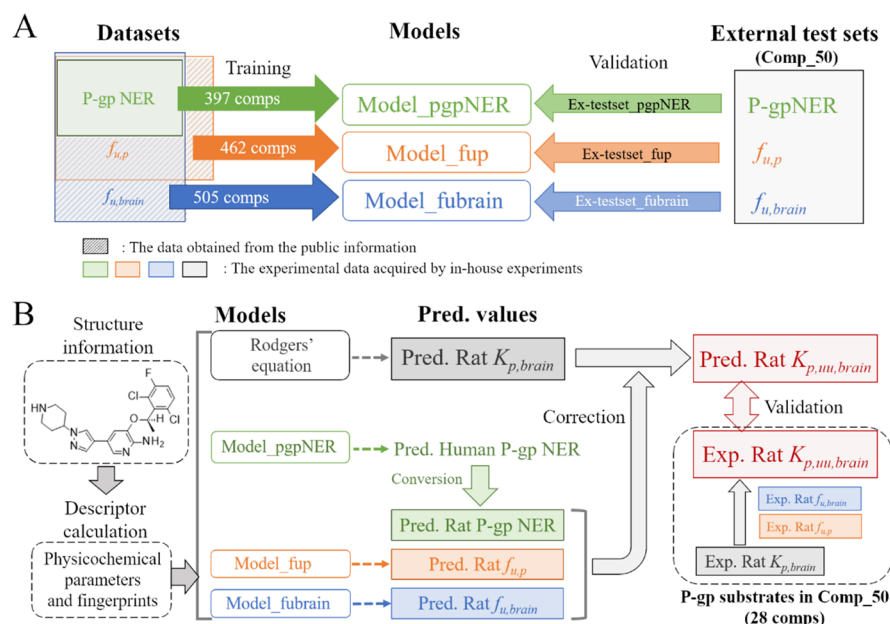 A
Datasets
Models
External test sets
(Comp_50)
Training
Validation
P-gp NER
397 comps
Model_pgpNER
Ex-testset_pgpNER
P-gpNER
fu,p
462 comps
Model_fup
Ex-testset_fup
fu,p
fu,brain
505 comps
Model_fubrain
Ex-testset_fubrain
fu,brain
: The data obtained from the public information
: The experimental data acquired by in-house experiments
B
Structure
information
Models
Pred. values
F
Cl
HN
O
H
Cl
N
N
N
NH2
Descriptor
calculation
Physicochemical
parameters
and fingerprints
Rodgers'
equation
Pred. Rat Kp,brain
Pred. Rat Kp,uu,brain
Correction
Validation
Model_pgpNER
Pred. Human P-gp NER
Conversion
Pred. Rat P-gp NER
Model_fup
Pred. Rat fu,p
Model_fubrain
Pred. Rat fu,brain
Exp. Rat Kp,uu,brain
Exp. Rat fu,brain
Exp. Rat fu,p
Exp. Rat Kp,brain
P-gp substrates in Comp_50
(28 comps)